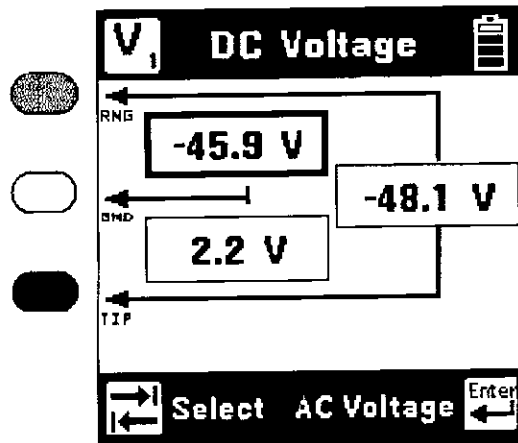 V1 DC Voltage
RNG
-45.9 V
-48.1 V
GND
2.2 V
TIP
Select AC Voltage Enter